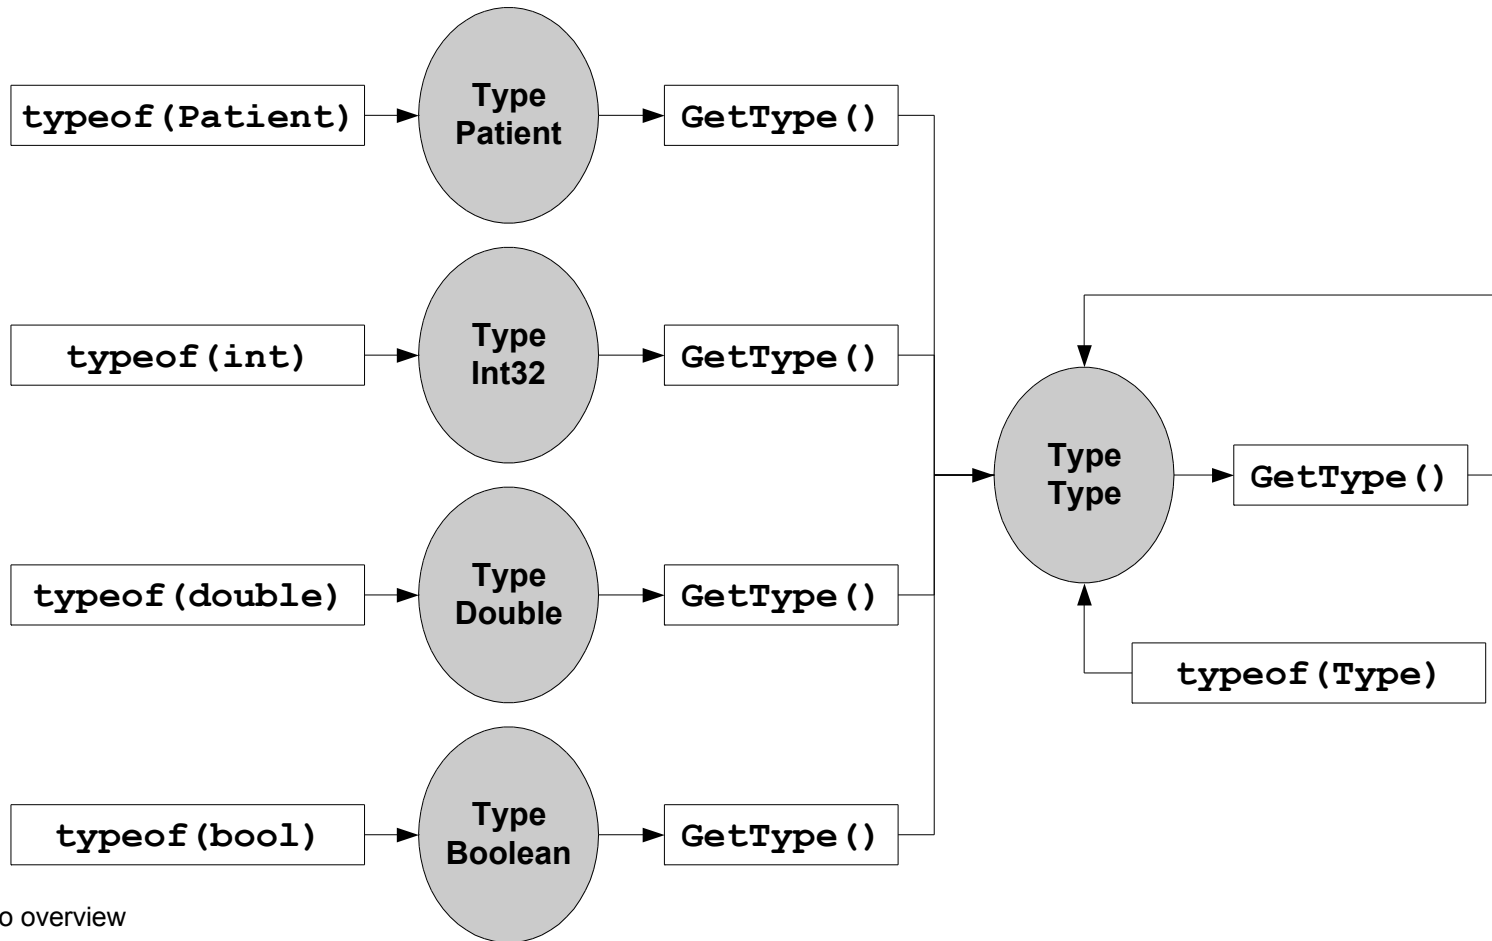 typeof(Patient)
Type
Patient
GetType()
typeof(int)
Type
Int32
GetType()
Type
Type
GetType()
typeof(double)
Type
Double
GetType()
typeof(Type)
typeof(bool)
Type
Boolean
GetType()
o overview